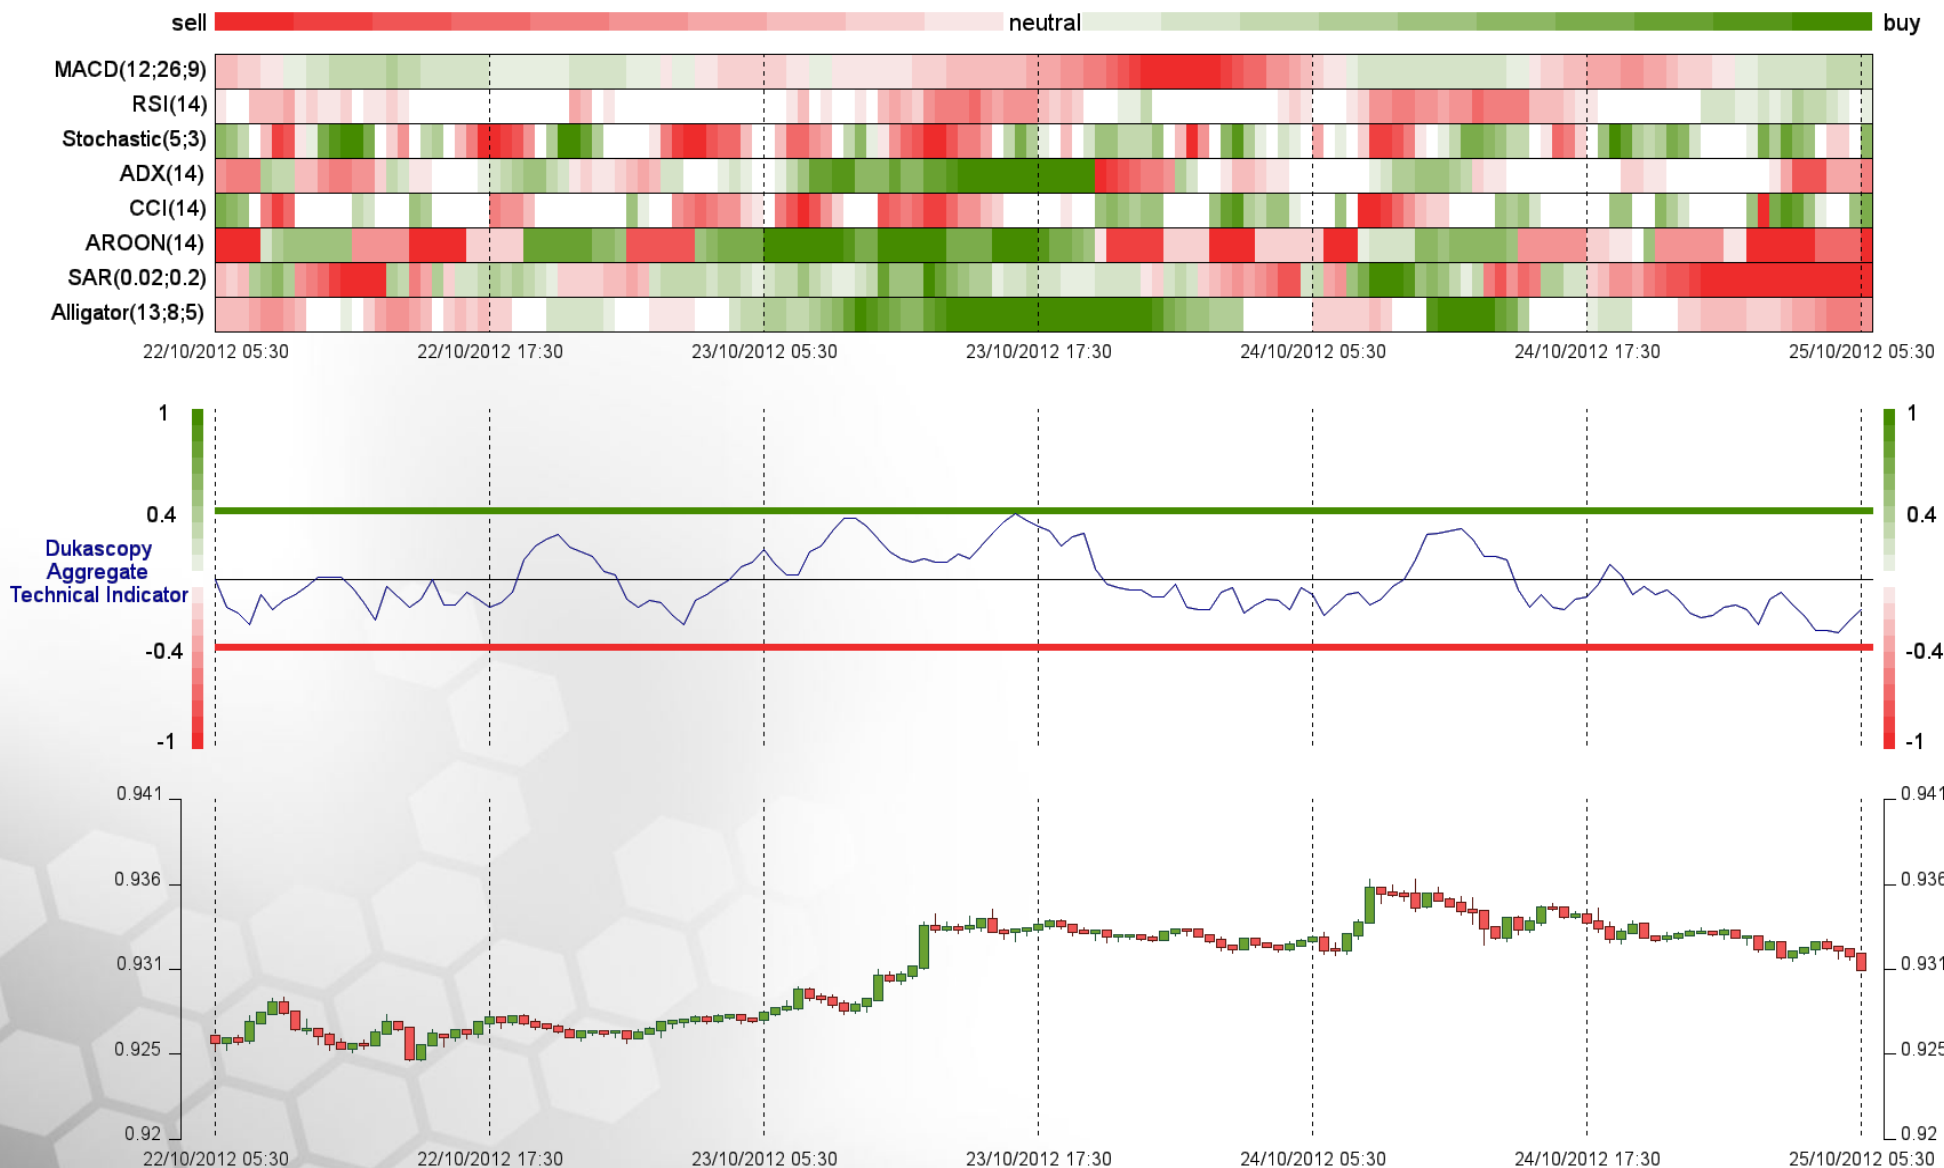 sell neutral buy
MACD(12;26;9)
RSI(14)
Stochastic(5;3)
ADX(14)
CCI(14)
AROON(14)
SAR(0.02;0.2)
Alligator(13;8;5)
22/10/2012 05:30 22/10/2012 17:30 23/10/2012 05:30 23/10/2012 17:30 24/10/2012 05:30 24/10/2012 17:30 25/10/2012 05:30
1 1
0.4 0.4
Dukascopy
Aggregate
Technical Indicator
-0.4 -0.4
-1 -1
0.941 0.941
0.936 0.936
0.931 0.931
0.925 0.925
0.92 0.92
22/10/2012 05:30 22/10/2012 17:30 23/10/2012 05:30 23/10/2012 17:30 24/10/2012 05:30 24/10/2012 17:30 25/10/2012 05:30